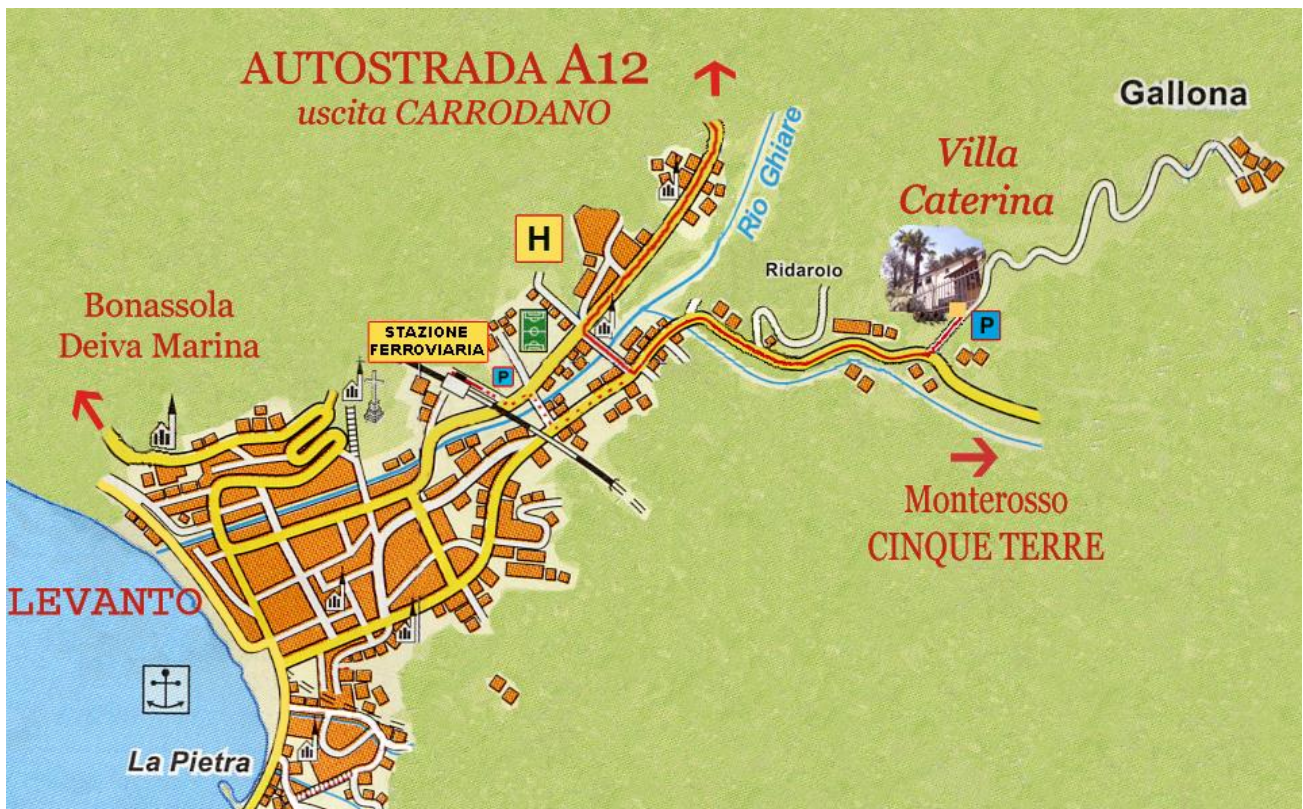 AUTOSTRADA A12
uscita CARRODANO
Gallona
Villa
Caterina
Rio Ghiare
H
Ridarolo
Bonassola
Deiva Marina
STAZIONE
FERROVIARIA
P
P
Monterosso
CINQUE TERRE
LEVANTO
La Pietra